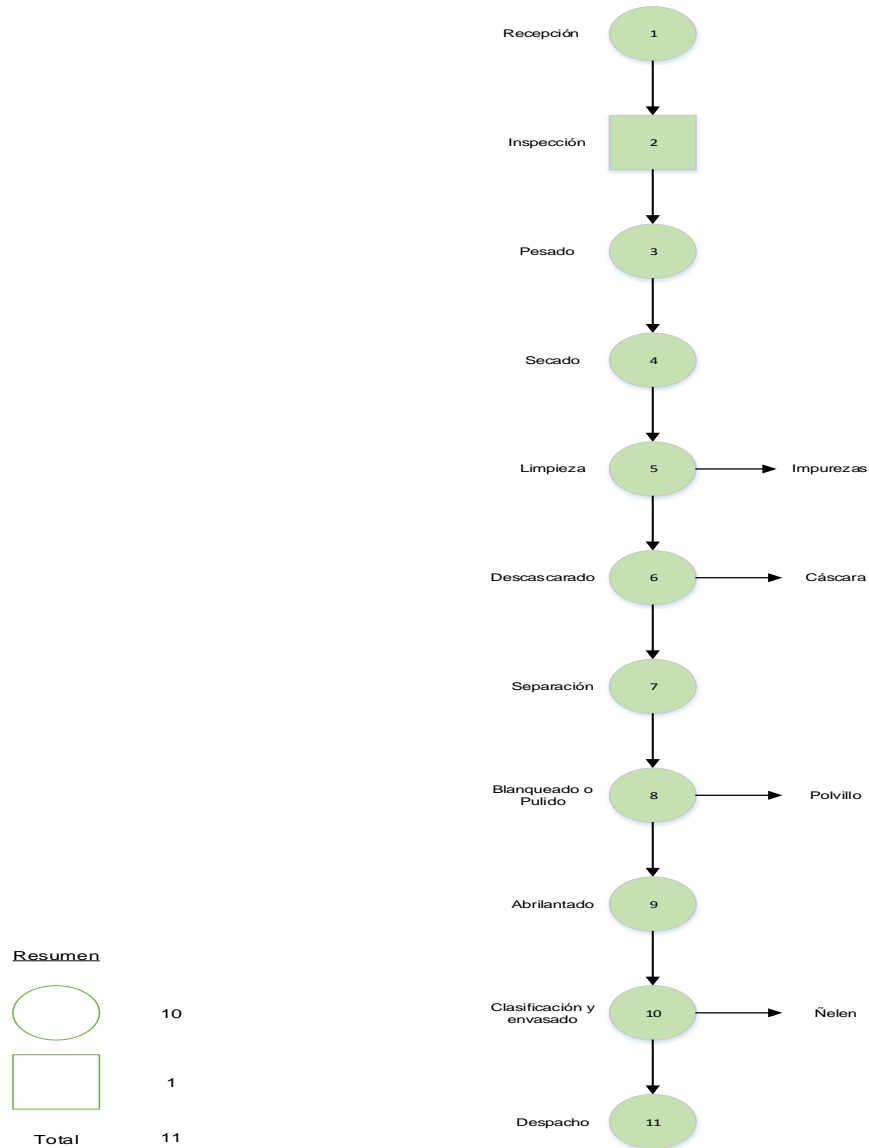 Recepción
1
Inspección
2
Pesado
3
Secado
4
Limpieza
5
Impurezas
Descascarado
6
Cáscara
Separación
7
Blanqueado o
Pulido
8
Polvillo
Abrilantado
9
Clasificación y
envasado
10
Ñelen
Despacho
11
Resumen
10
1
Total
11